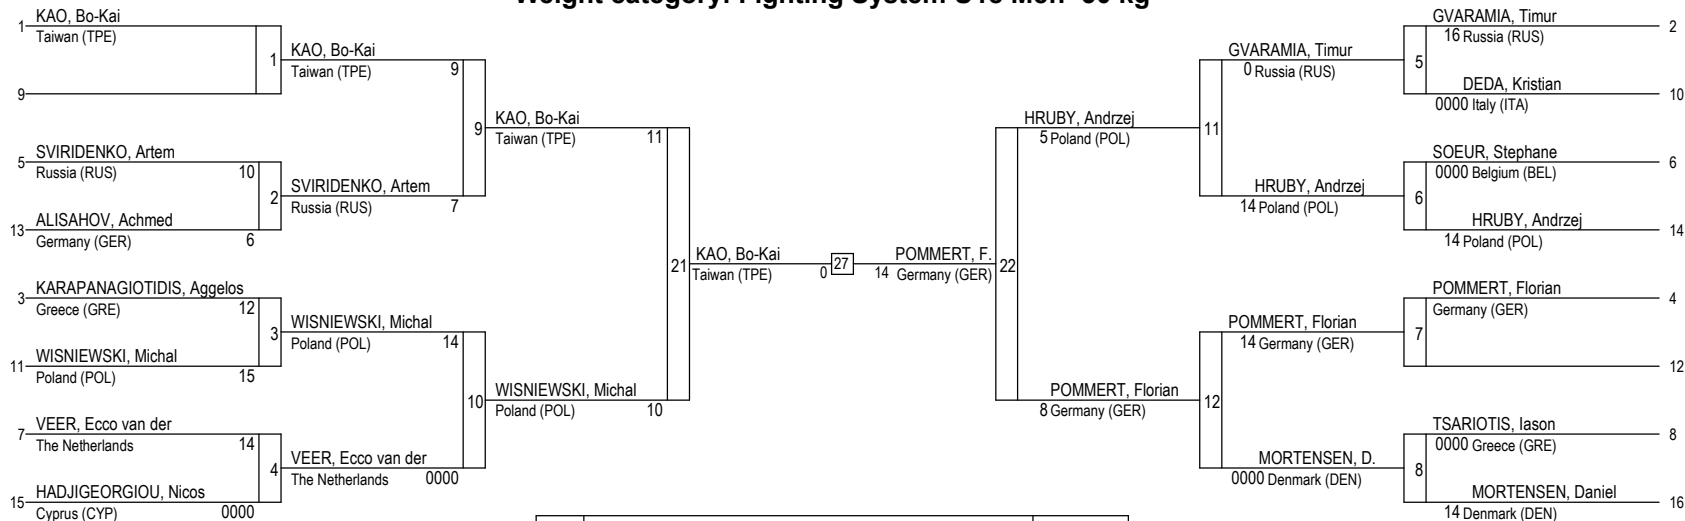 1 KAO, Bo-Kai
Taiwan (TPE)
9
1
KAO, Bo-Kai
Taiwan (TPE) 9
5 SVIRIDENKO, Artem
Russia (RUS) 10
13 ALISAHOV, Achmed
Germany (GER) 6
2
SVIRIDENKO, Artem
Russia (RUS) 7
9
KAO, Bo-Kai
Taiwan (TPE) 11
3 KARAPANAGIOTIDIS, Aggelos
Greece (GRE) 12
11 WISNIEWSKI, Michal
Poland (POL) 15
3
WISNIEWSKI, Michal
Poland (POL) 14
7 VEER, Ecco van der
The Netherlands 14
15 HADJIGEORGIOU, Nicos
Cyprus (CYP) 0000
4
VEER, Ecco van der
The Netherlands 0000
10
WISNIEWSKI, Michal
Poland (POL) 10
21
KAO, Bo-Kai
Taiwan (TPE) 0
27
POMMERT, F.
14 Germany (GER)
22
HRUBY, Andrzej
5 Poland (POL)
POMMERT, Florian
8 Germany (GER)
11
GVARAMIA, Timur
0 Russia (RUS)
HRUBY, Andrzej
14 Poland (POL)
12
POMMERT, Florian
14 Germany (GER)
MORTENSEN, D.
0000 Denmark (DEN)
5
GVARAMIA, Timur 2
16 Russia (RUS)
DEDA, Kristian 10
0000 Italy (ITA)
6
SOEUR, Stephane 6
0000 Belgium (BEL)
HRUBY, Andrzej 14
14 Poland (POL)
7
POMMERT, Florian 4
Germany (GER)
12
8
TSARIOTIS, Iason 8
0000 Greece (GRE)
MORTENSEN, Daniel 16
14 Denmark (DEN)